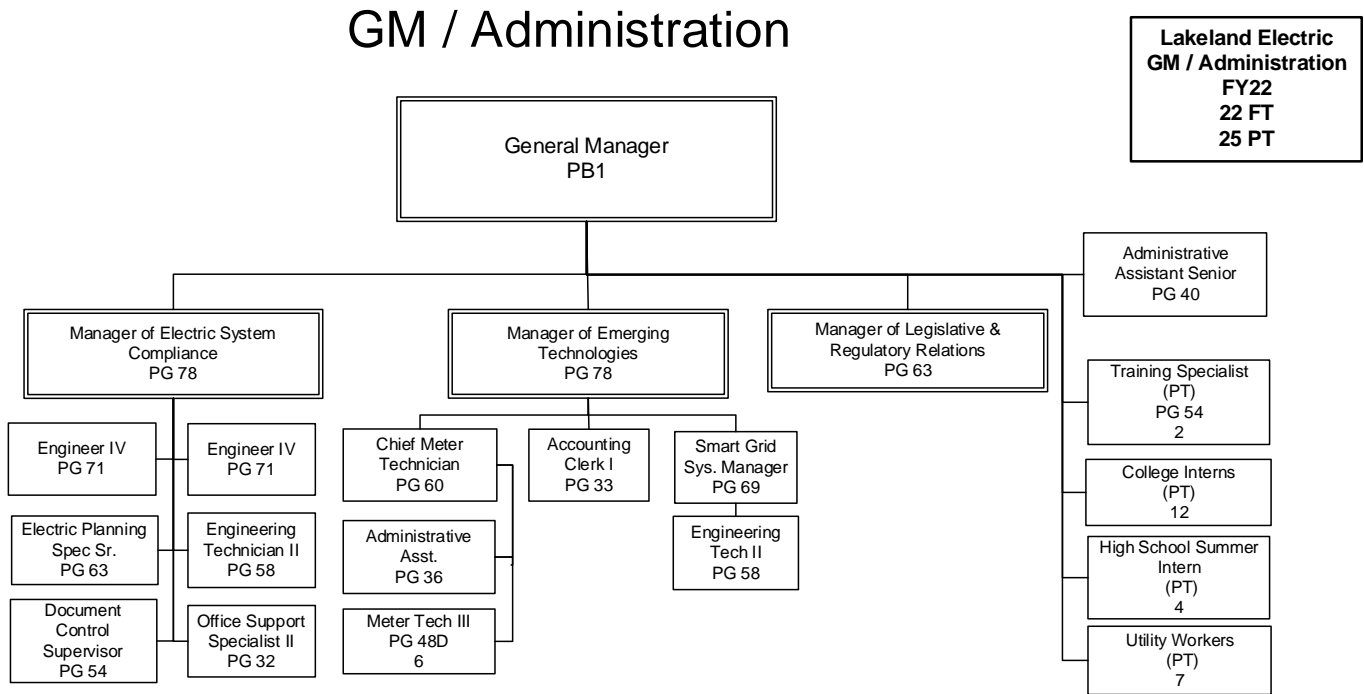 GM / Administration
Lakeland Electric
GM / Administration
FY22
22 FT
25 PT
General Manager
PB1
Administrative
Assistant Senior
PG 40
Manager of Electric System
Compliance
PG 78
Manager of Emerging
Technologies
PG 78
Manager of Legislative &
Regulatory Relations
PG 63
Training Specialist
(PT)
PG 54
2
Engineer IV
PG 71
Engineer IV
PG 71
Chief Meter
Technician
PG 60
Accounting
Clerk I
PG 33
Smart Grid
Sys. Manager
PG 69
College Interns
(PT)
12
Electric Planning
Spec Sr.
PG 63
Engineering
Technician II
PG 58
Administrative
Asst.
PG 36
Engineering
Tech II
PG 58
High School Summer
Intern
(PT)
4
Document
Control
Supervisor
PG 54
Office Support
Specialist II
PG 32
Meter Tech III
PG 48D
6
Utility Workers
(PT)
7